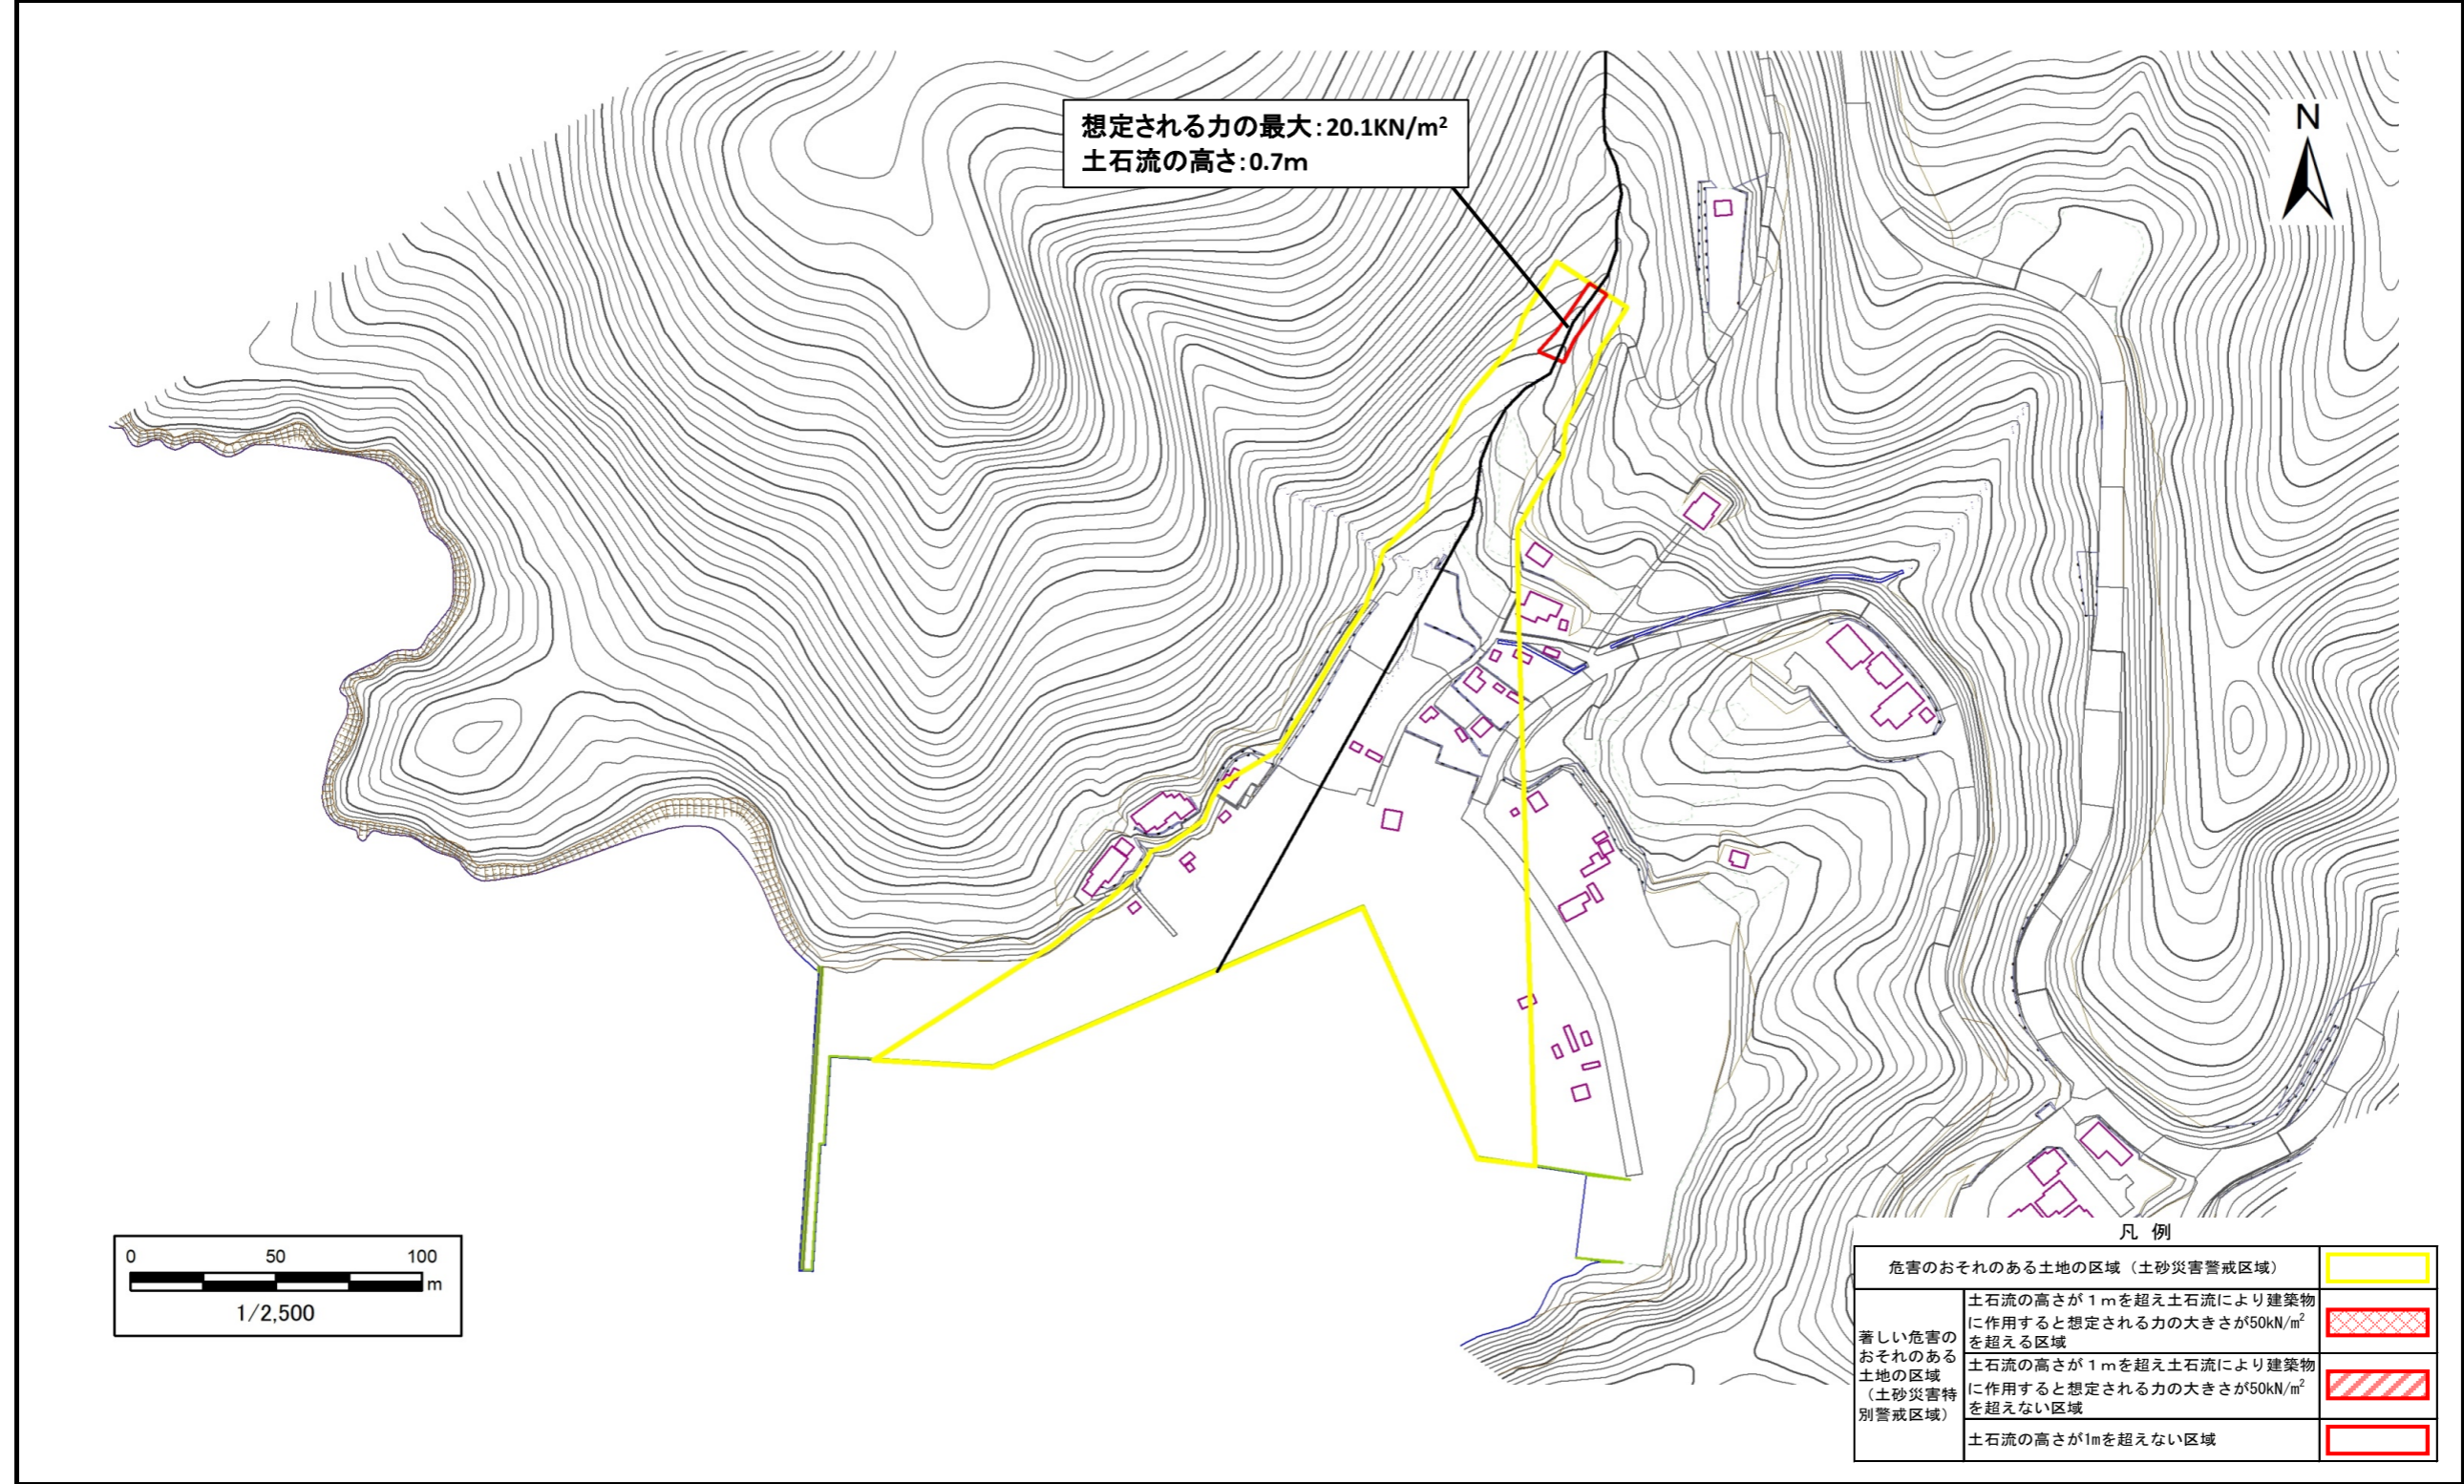 想定される力の最大:20.1KN/m²
土石流の高さ:0.7m
N
0 50 100
m
1/2,500
凡 例
危害のおそれのある土地の区域（土砂災害警戒区域）
著しい危害の
おそれのある
土地の区域
（土砂災害特
別警戒区域）
土石流の高さが１ｍを超え土石流により建築物
に作用すると想定される力の大きさが50kN/㎡
を超える区域
土石流の高さが１ｍを超え土石流により建築物
に作用すると想定される力の大きさが50kN/㎡
を超えない区域
土石流の高さが1mを超えない区域